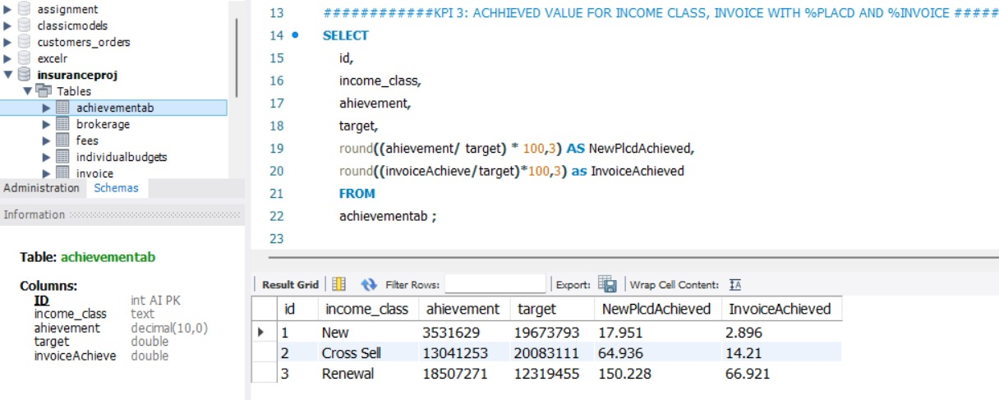 assignment
classicmodels
customers_orders
excelr
insuranceproj
Tables
achievementab
brokerage
fees
individualbudgets
invoice
Administration Schemas
Information
Table: achievementab
Columns:
ID int AI PK
income_class text
ahievement decimal(10,0)
target double
invoiceAchieve double
13 ############KPI 3: ACHHIEVED VALUE FOR INCOME CLASS, INVOICE WITH %PLACD AND %INVOICE #####
14 SELECT
15 id,
16 income_class,
17 ahievement,
18 target,
19 round((ahievement/ target) * 100,3) AS NewPlcdAchieved,
20 round((invoiceAchieve/target)*100,3) as InvoiceAchieved
21 FROM
22 achievementab ;
23
Result Grid Filter Rows: Export: Wrap Cell Content:
id income_class ahievement target NewPlcdAchieved InvoiceAchieved
1 New 3531629 19673793 17.951 2.896
2 Cross Sell 13041253 20083111 64.936 14.21
3 Renewal 18507271 12319455 150.228 66.921